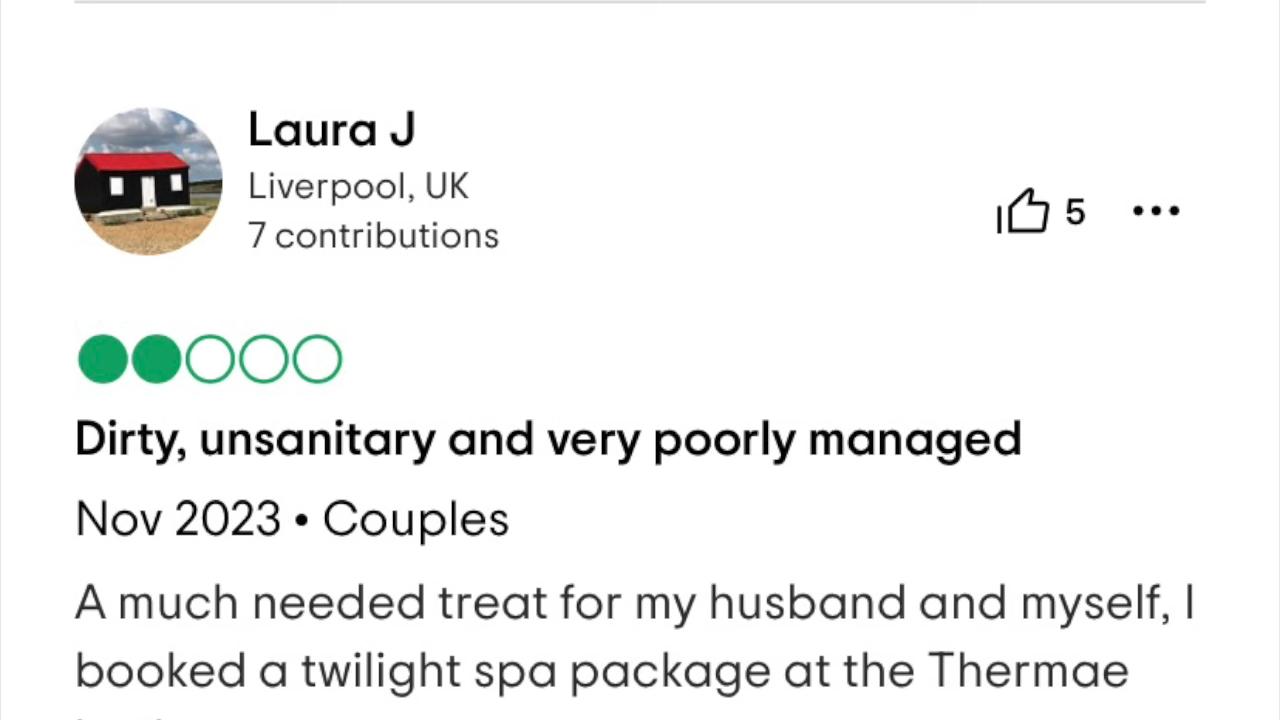 Laura J
Liverpool, UK
7 contributions
5
Dirty, unsanitary and very poorly managed
Nov 2023 • Couples
A much needed treat for my husband and myself, I
booked a twilight spa package at the Thermae